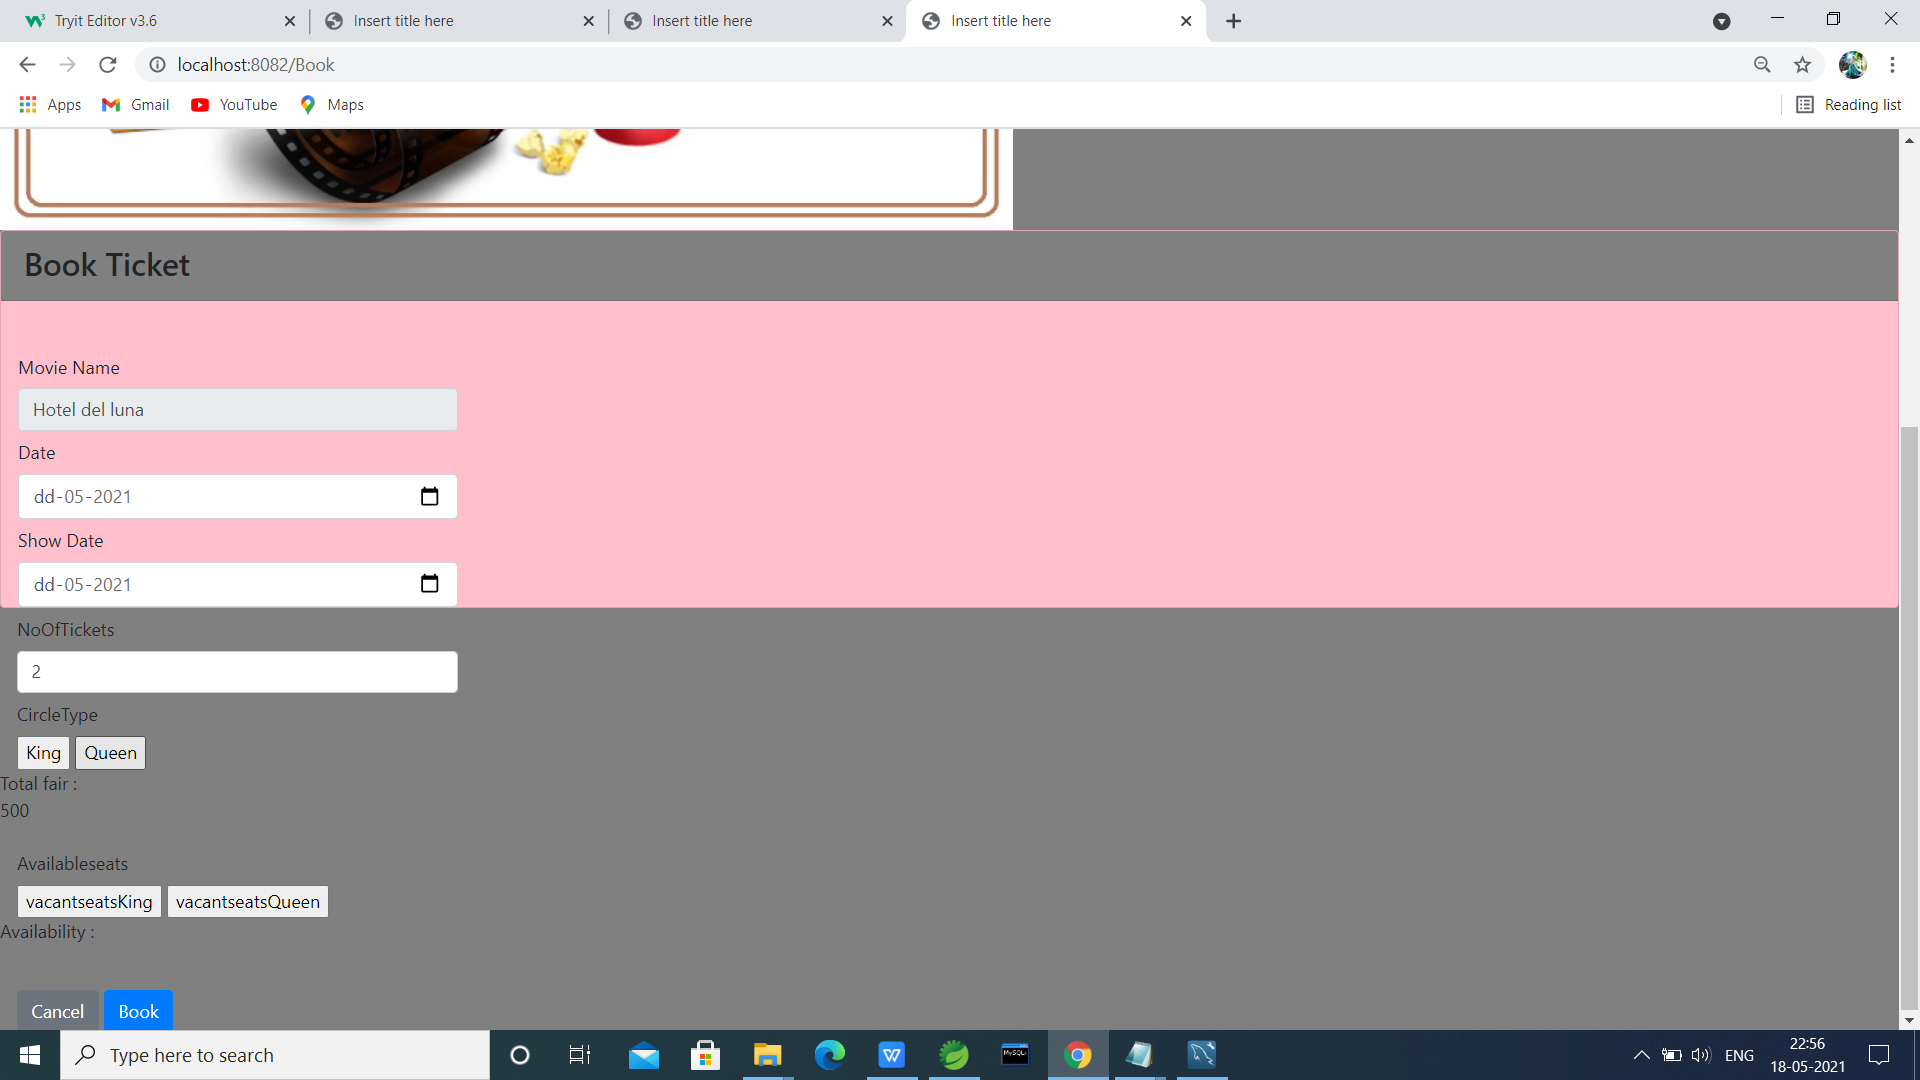 Tryit Editor v3.6
Insert title here
Insert title here
Insert title here
localhost:8082/Book
Apps
Gmail
YouTube
Maps
Reading list
Book Ticket
Movie Name
Hotel del luna
Date
dd-05-2021
Show Date
dd-05-2021
NoOfTickets
2
CircleType
King Queen
Total fair :
500
Availableseats
vacantseatsKing vacantseatsQueen
Availability :
Cancel Book
Type here to search
MySQL
ENG
22:56
18-05-2021